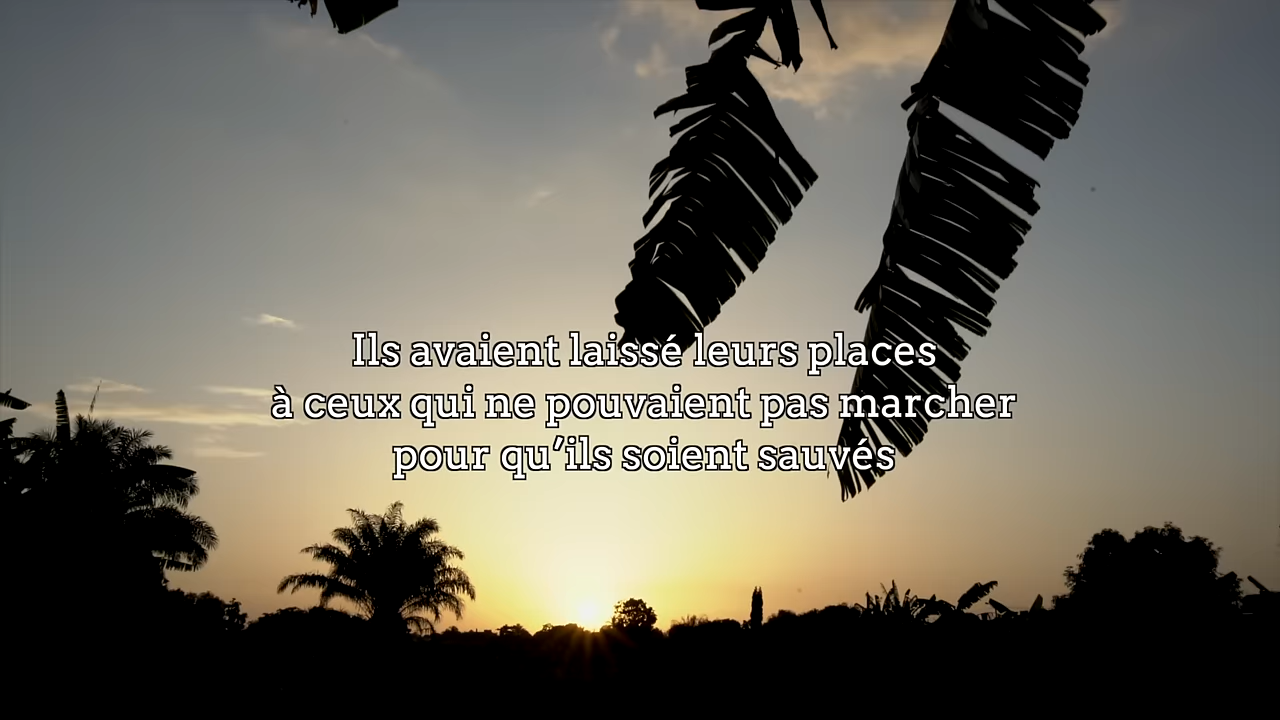 Ils avaient laissé leurs places
à ceux qui ne pouvaient pas marcher
pour qu’ils soient sauvés